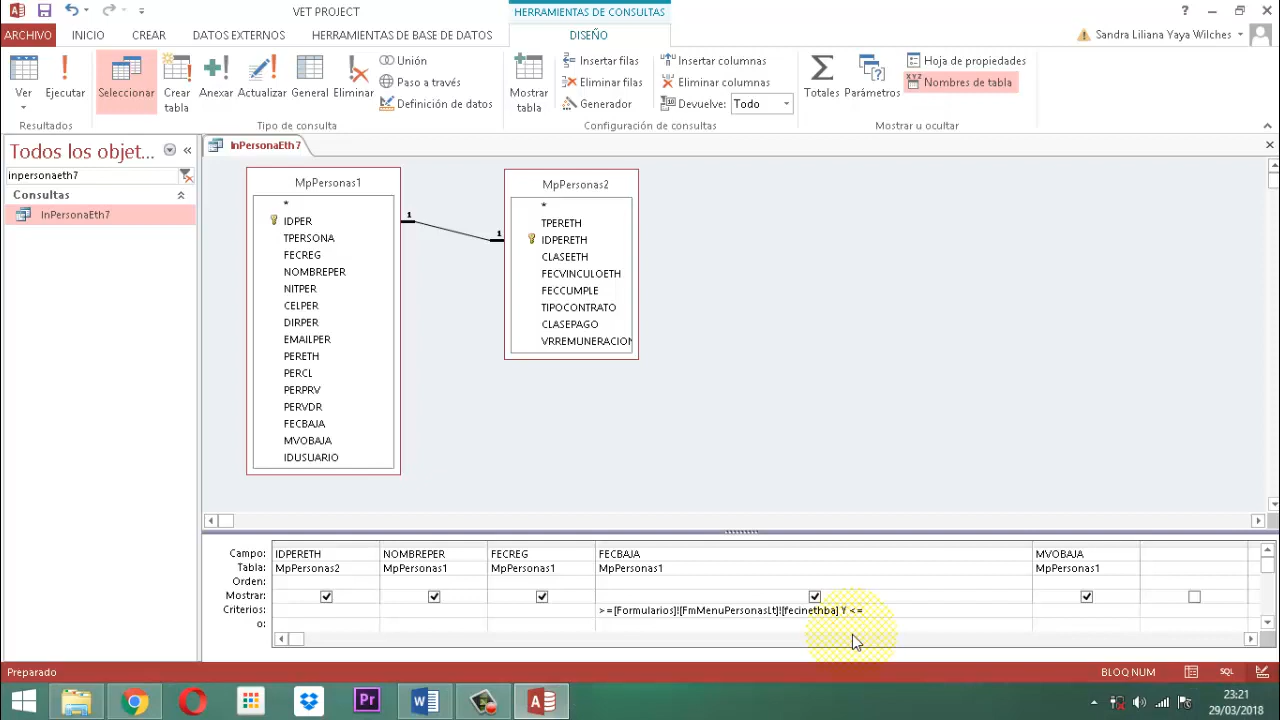 VET PROJECT
HERRAMIENTAS DE CONSULTAS
?
ARCHIVO INICIO CREAR DATOS EXTERNOS HERRAMIENTAS DE BASE DE DATOS DISEÑO Sandra Liliana Yaya Wilches
Ver
Ejecutar
Seleccionar
Crear tabla
Anexar
Actualizar
General
Eliminar
Unión
Paso a través
Definición de datos
Mostrar tabla
Insertar filas
Eliminar filas
Generador
Insertar columnas
Eliminar columnas
Devuelve: Todo
Totales
Parámetros
Hoja de propiedades
Nombres de tabla
Resultados Tipo de consulta Configuración de consultas Mostrar u ocultar
Todos los objet...
inpersonaeth7
Consultas
InPersonaEth7
InPersonaEth7
MpPersonas1
*
IDPER
TPERSONA
FECREG
NOMBREPER
NITPER
CELPER
DIRPER
EMAILPER
PERETH
PERCL
PERPRV
PERVDR
FECBAJA
MVOBAJA
IDUSUARIO
1
1
MpPersonas2
*
TPERETH
IDPERETH
CLASEETH
FECVINCULOETH
FECCUMPLE
TIPOCONTRATO
CLASEPAGO
VRREMUNERACION
Campo: IDPERETH NOMBREPER FECREG FECBAJA MVOBAJA
Tabla: MpPersonas2 MpPersonas1 MpPersonas1 MpPersonas1 MpPersonas1
Orden:
Mostrar:
Criterios: >=[Formularios]![FmMenuPersonasLt]![fecinethba] Y <=
o:
Preparado BLOQ NUM SQL
Pr
23:21
29/03/2018